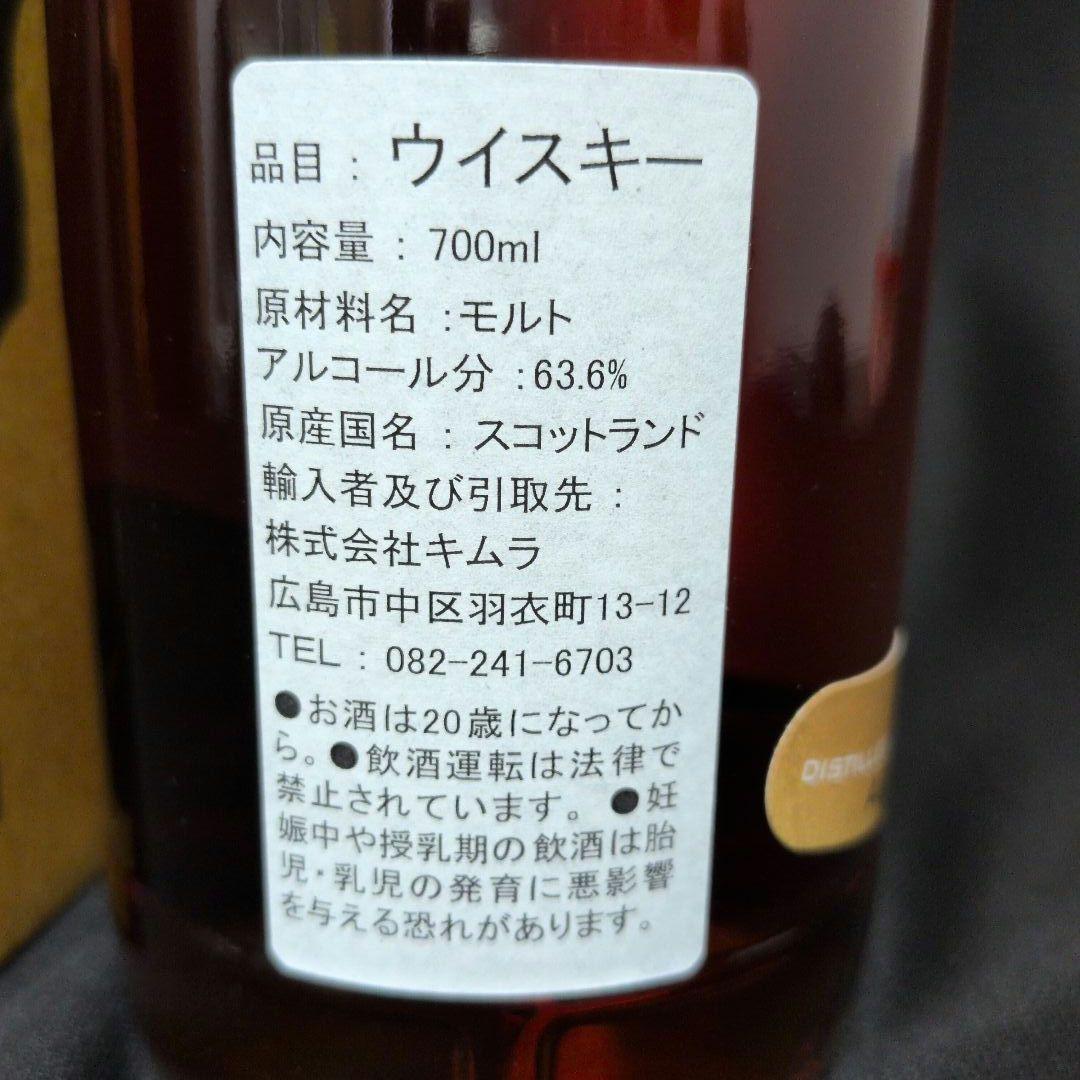 品目 : ウイスキー
内容量 : 700ml
原材料名 :モルト
アルコール分 :63.6%
原産国名 : スコットランド
輸入者及び引取先 :
株式会社キムラ
広島市中区羽衣町13-12
TEL : 082-241-6703
●お酒は20歳になってか
ら。●飲酒運転は法律で
禁止されています。 ●妊
娠中や授乳期の飲酒は胎
児・乳児の発育に悪影響
を与える恐れがあります。